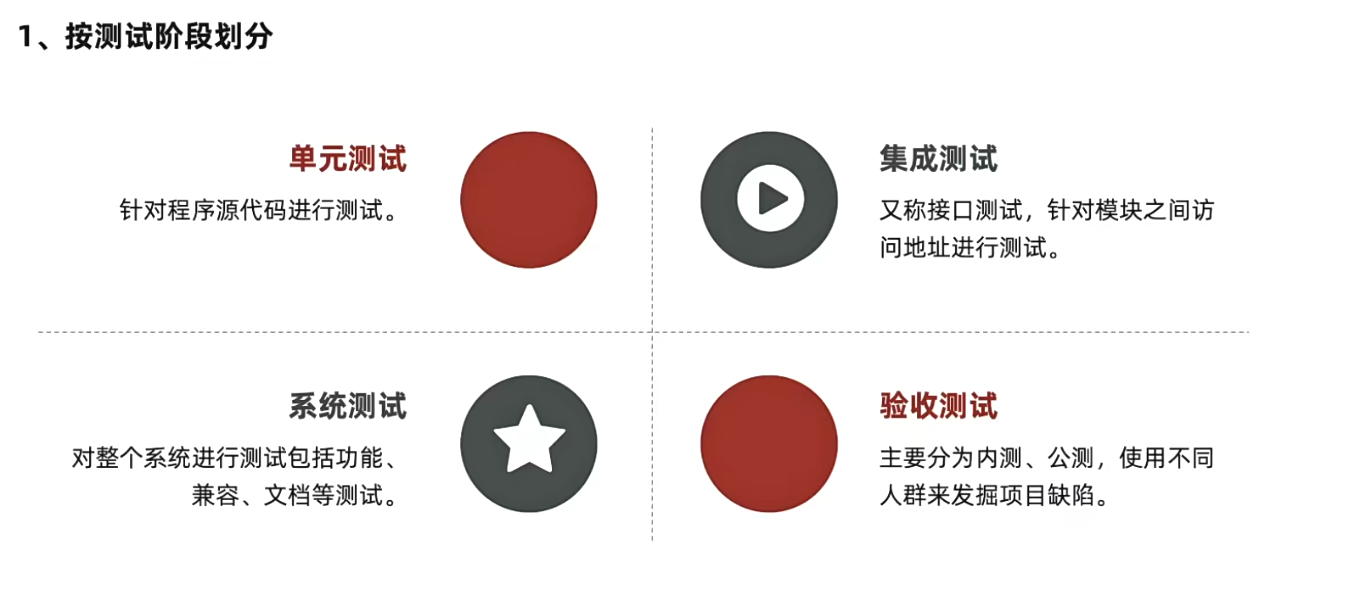 1、按测试阶段划分
单元测试
针对程序源代码进行测试。
集成测试
又称接口测试，针对模块之间访
问地址进行测试。
系统测试
对整个系统进行测试包括功能、
兼容、文档等测试。
验收测试
主要分为内测、公测，使用不同
人群来发掘项目缺陷。